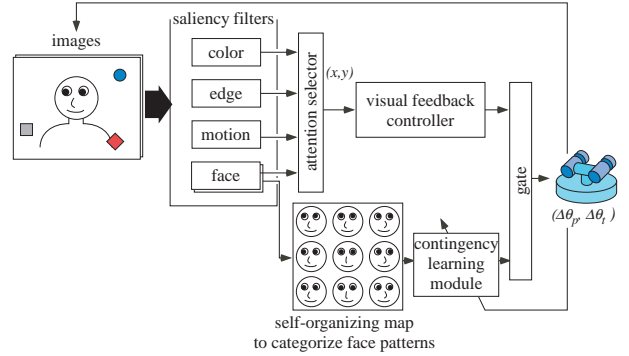 saliency filters
images
color
edge
motion
face
attention selector
(x,y)
visual feedback
controller
gate
(Δθp, Δθt )
contingency
learning
module
self-organizing map
to categorize face patterns